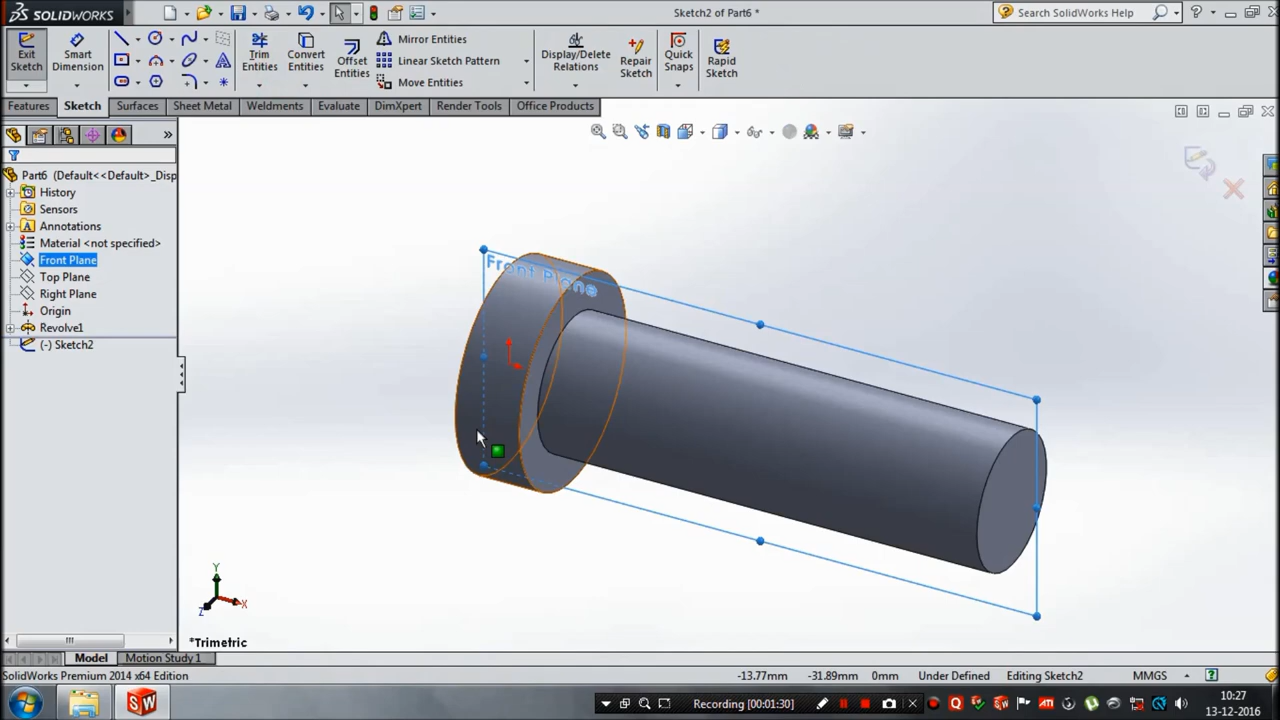 SOLIDWORKS
Sketch2 of Part6 *
Search SolidWorks Help
?
Exit Sketch
Smart Dimension
Trim Entities
Convert Entities
Offset Entities
Mirror Entities
Linear Sketch Pattern
Move Entities
Display/Delete Relations
Repair Sketch
Quick Snaps
Rapid Sketch
Features
Sketch
Surfaces
Sheet Metal
Weldments
Evaluate
DimXpert
Render Tools
Office Products
»
Part6 (Default<<Default>_Disp
History
Sensors
Annotations
Material <not specified>
Front Plane
Top Plane
Right Plane
Origin
Revolve1
(-) Sketch2
Front Plane
Y
X
Z
*Trimetric
Model
Motion Study 1
SolidWorks Premium 2014 x64 Edition
-13.77mm
-31.89mm
0mm
Under Defined
Editing Sketch2
MMGS
?
Recording [00:01:30]
10:27
13-12-2016